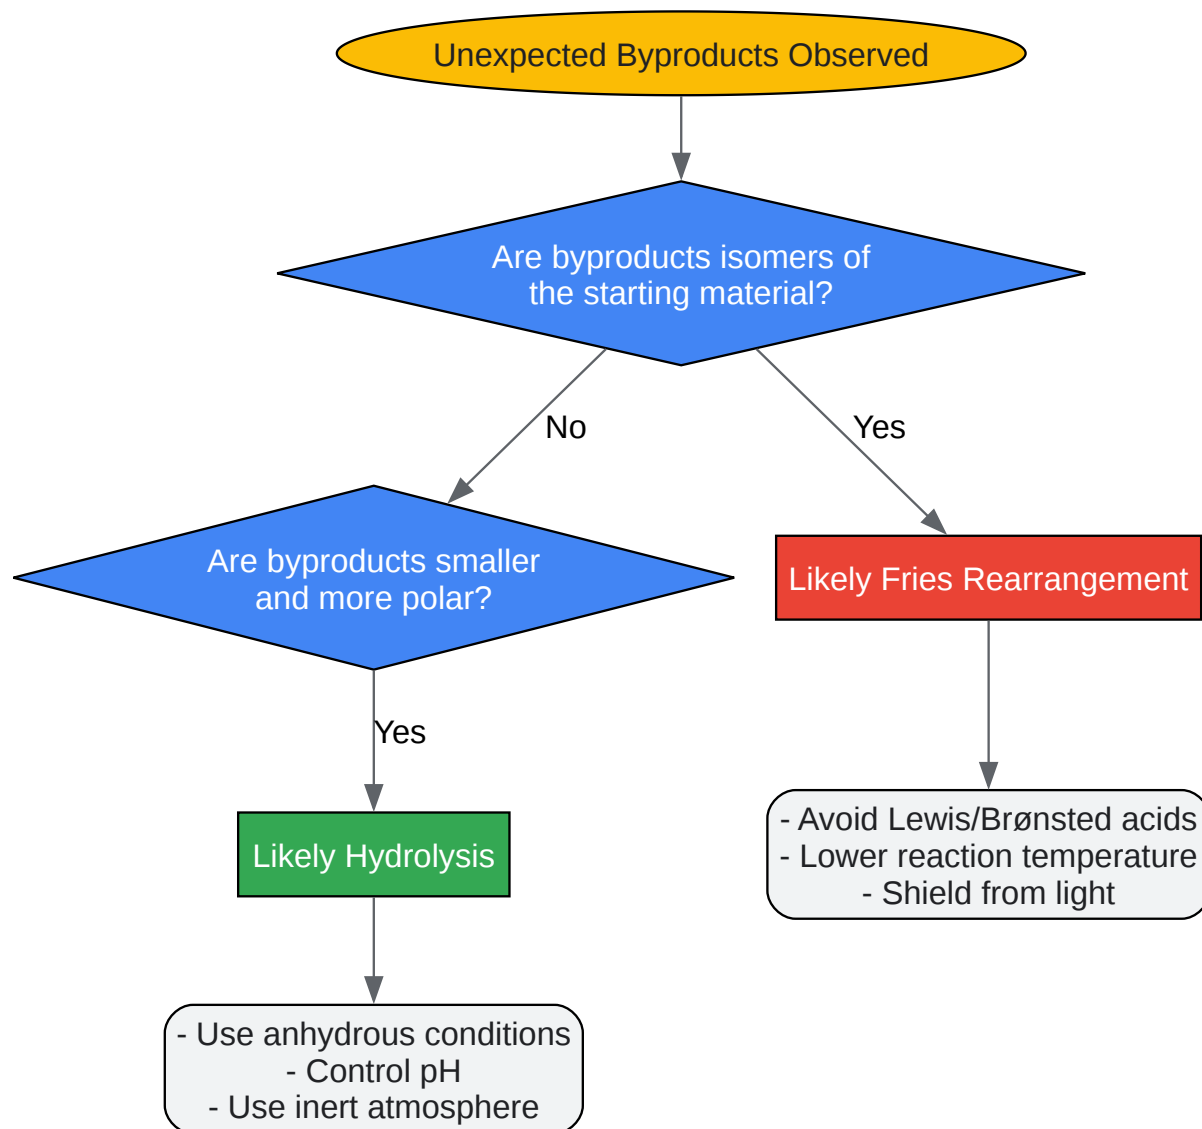 Unexpected Byproducts Observed
Are byproducts isomers of
the starting material?
No
Yes
Are byproducts smaller
and more polar?
Likely Fries Rearrangement
Yes
- Avoid Lewis/Brønsted acids
- Lower reaction temperature
- Shield from light
Likely Hydrolysis
- Use anhydrous conditions
- Control pH
- Use inert atmosphere